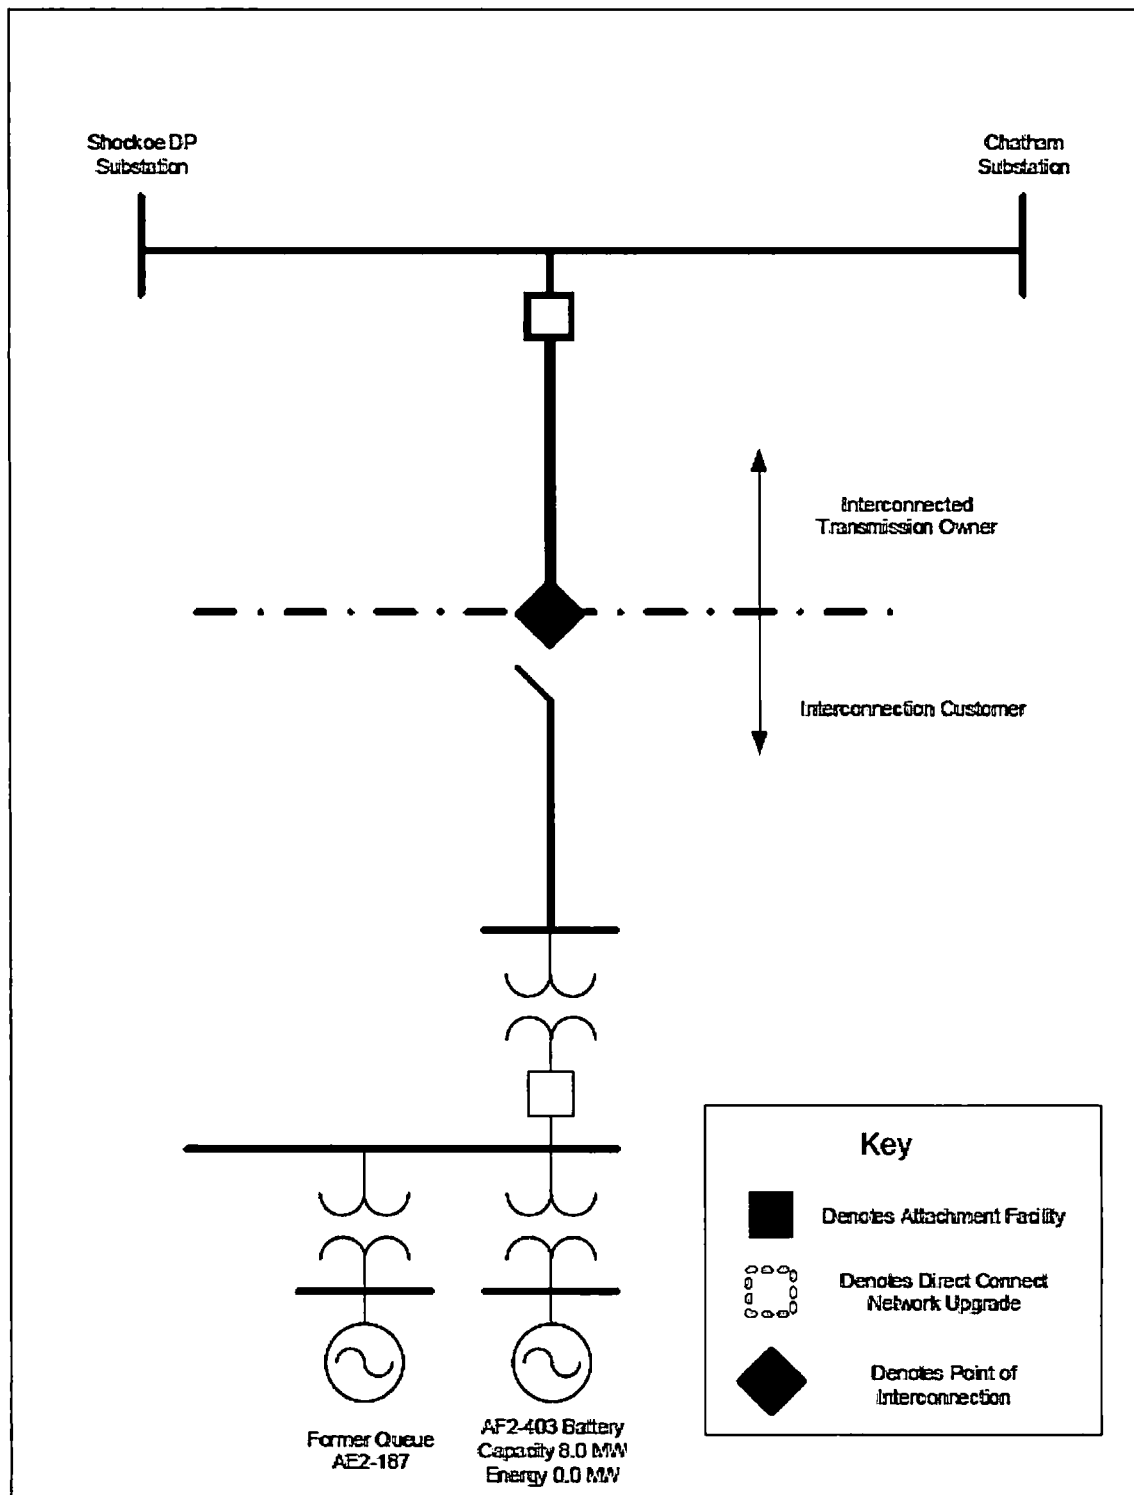 Shockoe DP
Substation
Chatham
Substation
Interconnected
Transmission Owner
Interconnection Customer
Key
Denotes Attachment Facility
Denotes Direct Connect
Network Upgrade
Denotes Point of
Interconnection
Former Queue
AE2-187
AF2-403 Battery
Capacity 8.0 MW
Energy 0.0 MW